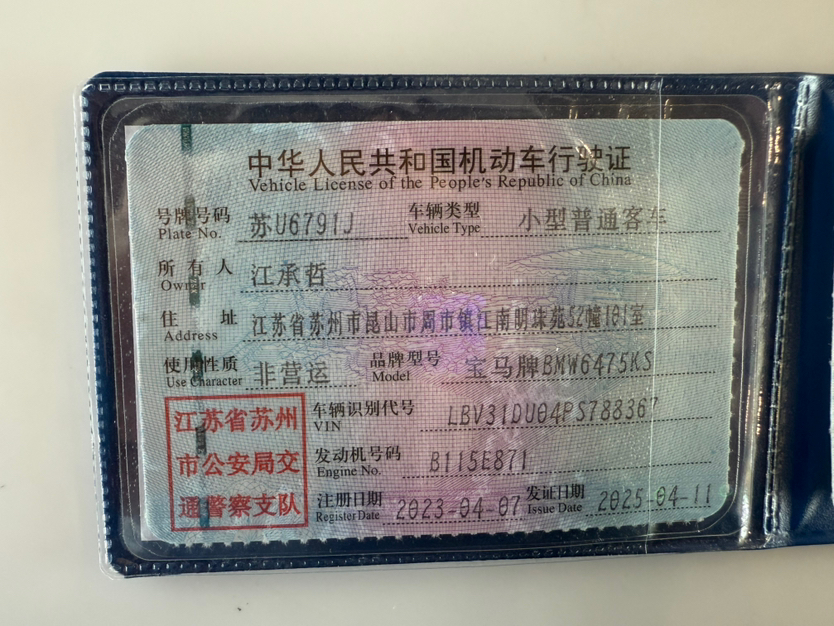 中华人民共和国机动车行驶证
Vehicle License of the People's Republic of China
号牌号码 苏U6791J 车辆类型 小型普通客车
Plate No. Vehicle Type
所有人 江承哲
Owner
住址 江苏省苏州市昆山市周市镇江南明珠苑52幢101室
Address
使用性质 非营运 品牌型号 宝马牌BMW6475KS
Use Character Model
江苏省苏州
市公安局交
通警察支队
车辆识别代号 LBV31DU04PS788367
VIN
发动机号码 B115E871
Engine No.
注册日期 2023-04-07 发证日期 2025-04-11
Register Date Issue Date